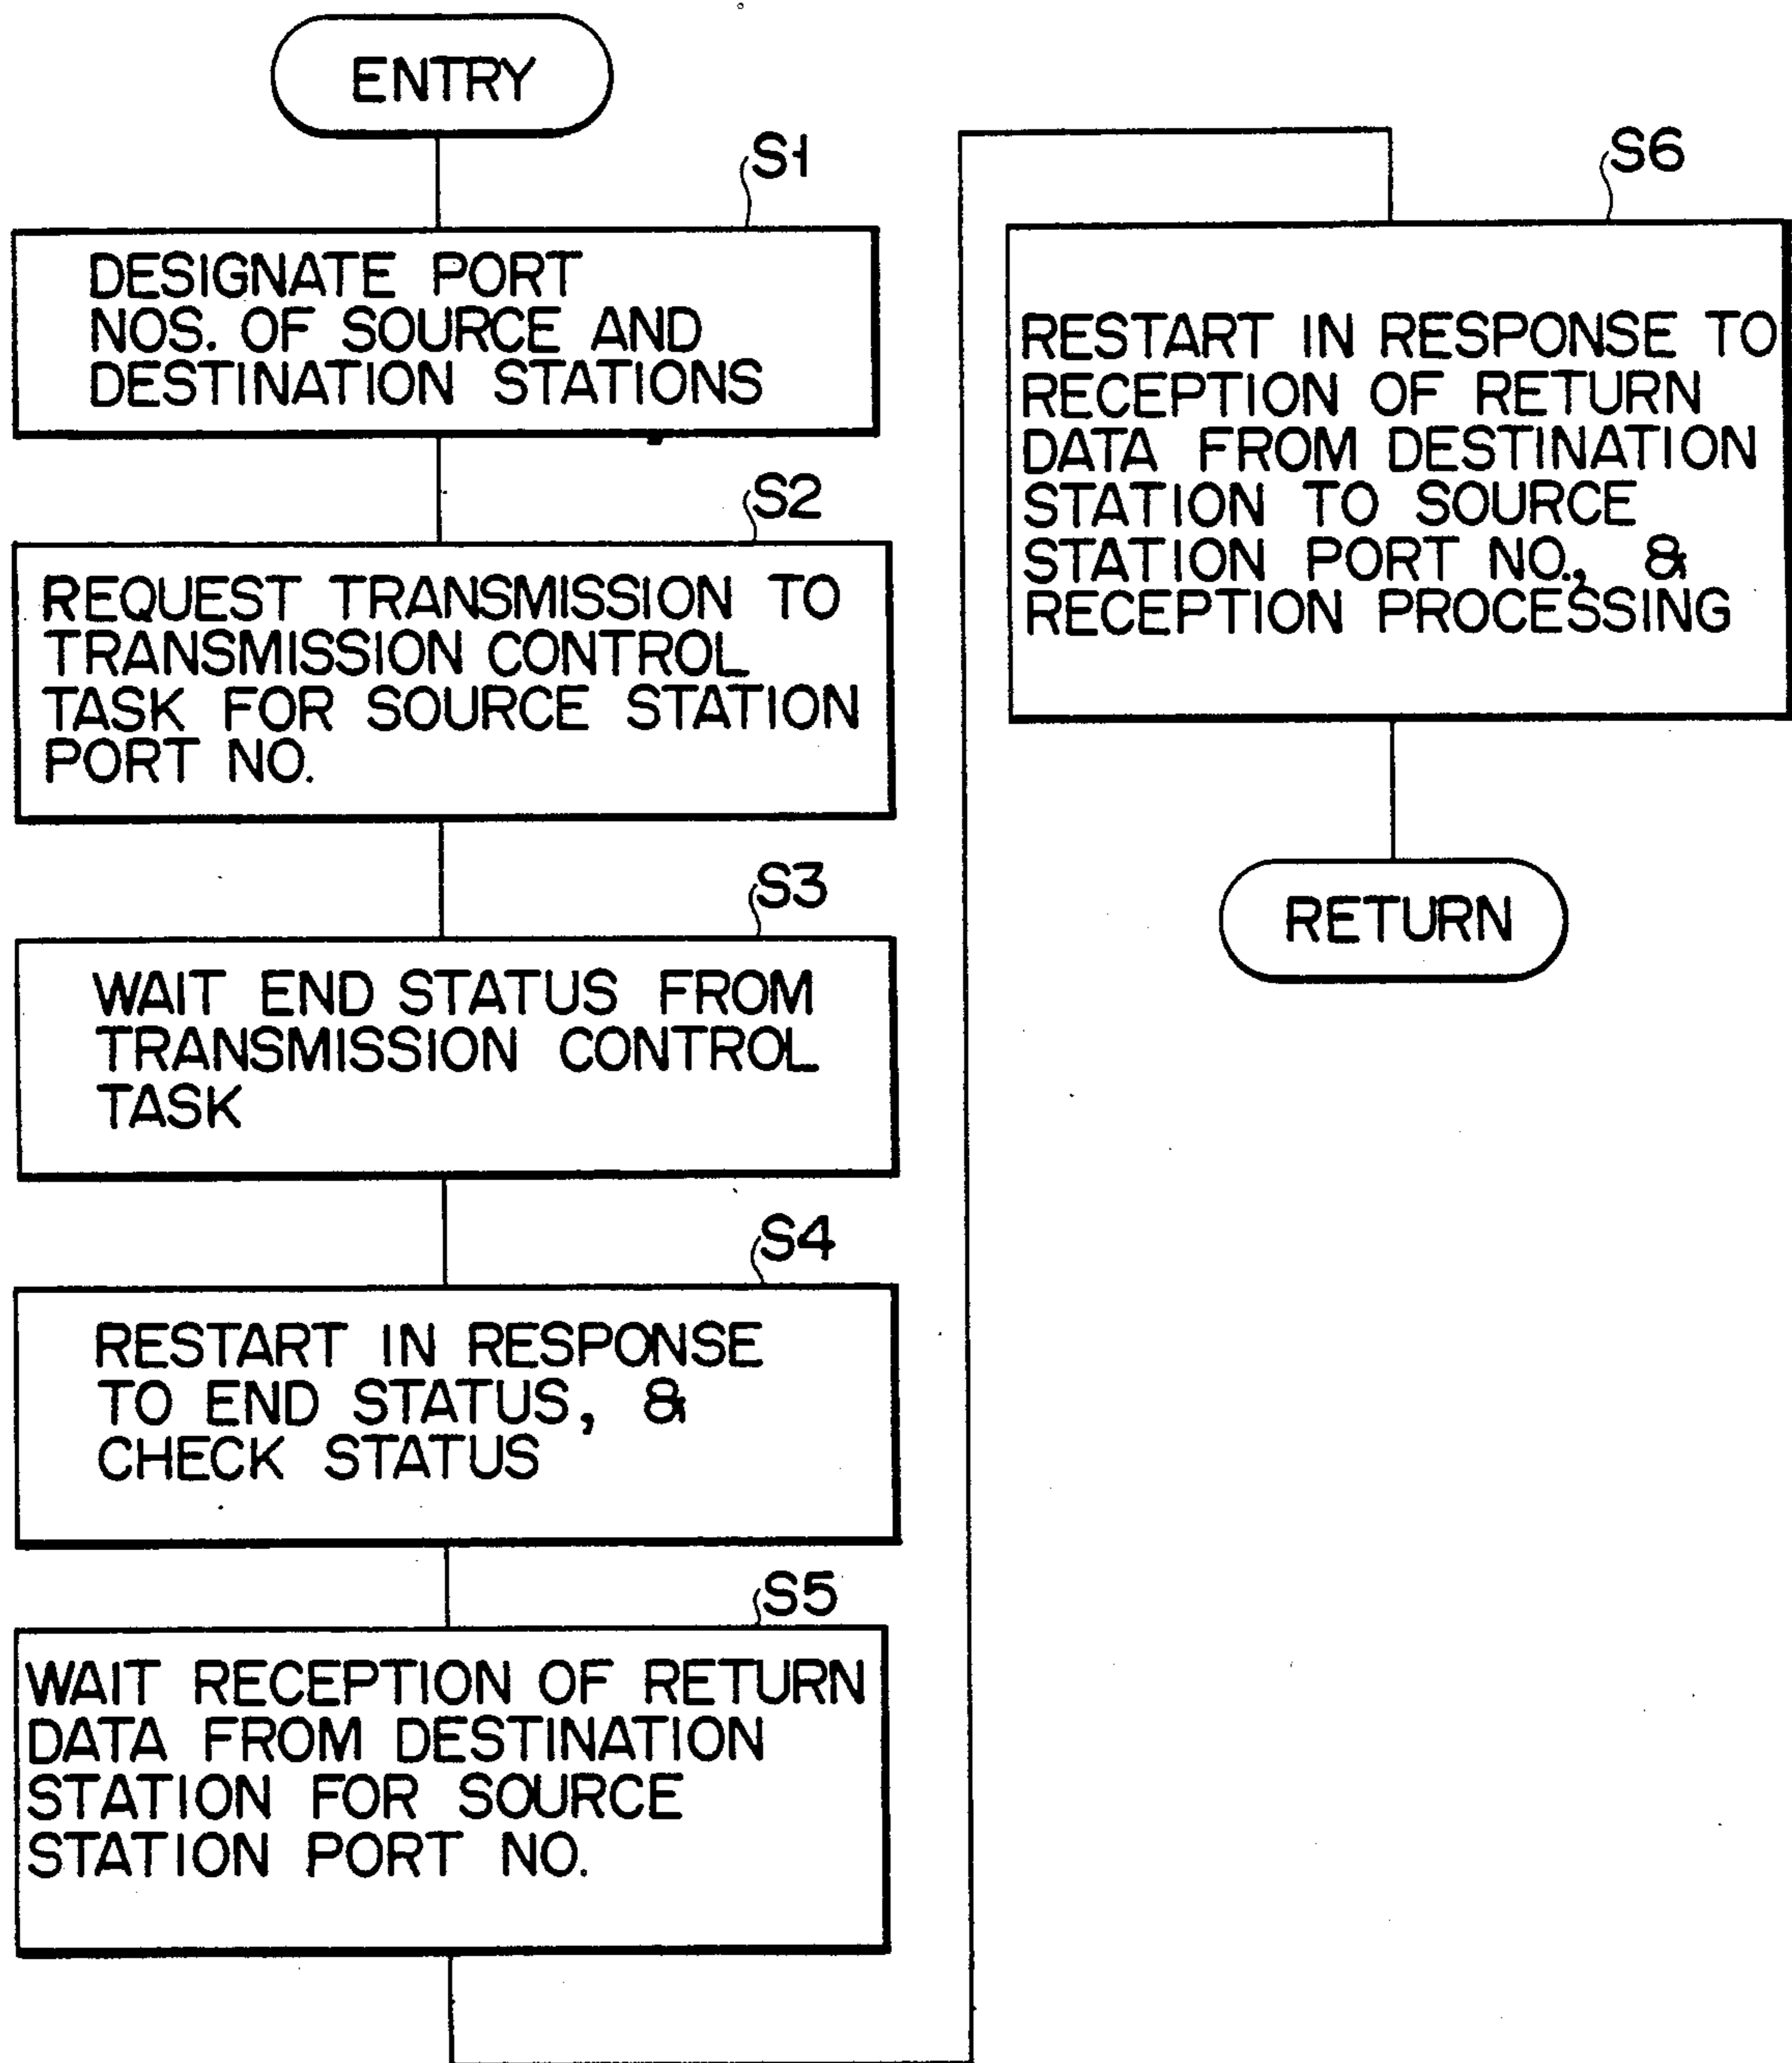 ENTRY
S1
DESIGNATE PORT
NOS. OF SOURCE AND
DESTINATION STATIONS
S2
REQUEST TRANSMISSION TO
TRANSMISSION CONTROL
TASK FOR SOURCE STATION
PORT NO.
S3
WAIT END STATUS FROM
TRANSMISSION CONTROL
TASK
S4
RESTART IN RESPONSE
TO END STATUS, &
CHECK STATUS
S5
WAIT RECEPTION OF RETURN
DATA FROM DESTINATION
STATION FOR SOURCE
STATION PORT NO.
S6
RESTART IN RESPONSE TO
RECEPTION OF RETURN
DATA FROM DESTINATION
STATION TO SOURCE
STATION PORT NO., &
RECEPTION PROCESSING
RETURN